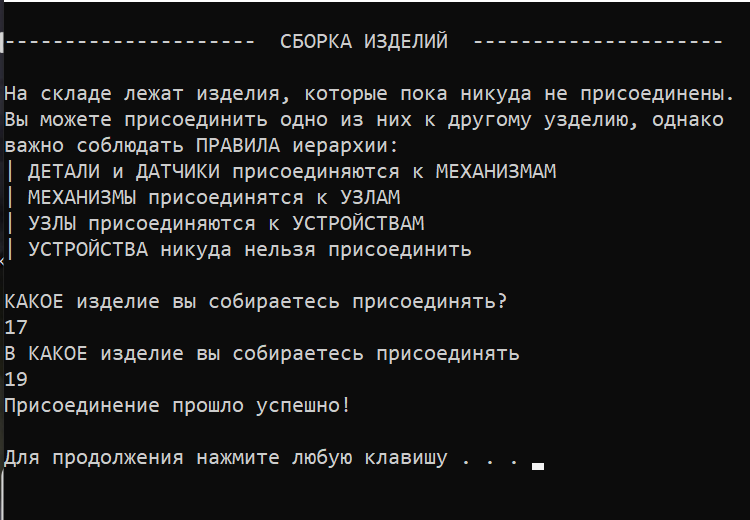 ---------------------  СБОРКА ИЗДЕЛИЙ  ---------------------
На складе лежат изделия, которые пока никуда не присоединены.
Вы можете присоединить одно из них к другому узделию, однако
важно соблюдать ПРАВИЛА иерархии:
| ДЕТАЛИ и ДАТЧИКИ присоединяются к МЕХАНИЗМАМ
| МЕХАНИЗМЫ присоединятся к УЗЛАМ
| УЗЛЫ присоединяются к УСТРОЙСТВАМ
| УСТРОЙСТВА никуда нельзя присоединить
КАКОЕ изделие вы собираетесь присоединять?
17
В КАКОЕ изделие вы собираетесь присоединять
19
Присоединение прошло успешно!
Для продолжения нажмите любую клавишу . . .